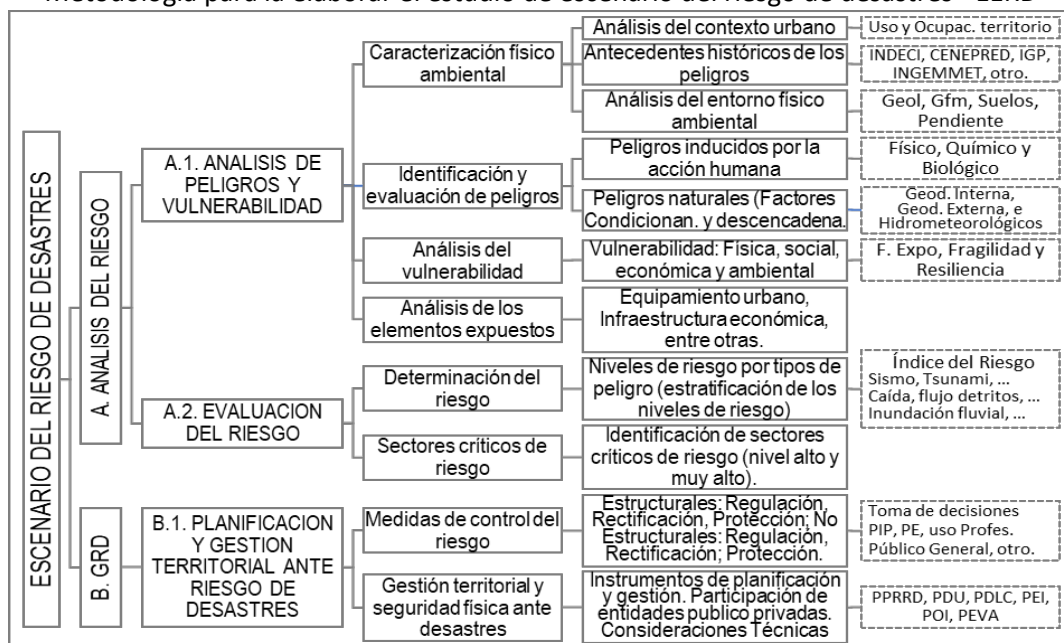 Metodología para la elaborar el estudio de escenario del riesgo de desastres - EERD
ESCENARIO DEL RIESGO DE DESASTRES
A. ANALISIS DEL RIESGO
A.1. ANALISIS DE
PELIGROS Y
VULNERABILIDAD
Caracterización físico
ambiental
Análisis del contexto urbano
Uso y Ocupac. territorio
Antecedentes históricos de los
peligros
INDECI, CENEPRED, IGP,
INGEMMET, otro.
Análisis del entorno físico
ambiental
Geol, Gfm, Suelos,
Pendiente
Identificación y
evaluación de peligros
Peligros inducidos por la
acción humana
Físico, Químico y
Biológico
Peligros naturales (Factores
Condicionan. y descencadena.
Geod. Interna,
Geod. Externa, e
Hidrometeorológicos
Análisis del
vulnerabilidad
Vulnerabilidad: Física, social,
económica y ambiental
F. Expo, Fragilidad y
Resiliencia
Análisis de los
elementos expuestos
Equipamiento urbano,
Infraestructura económica,
entre otras.
A.2. EVALUACION
DEL RIESGO
Determinación del
riesgo
Niveles de riesgo por tipos de
peligro (estratificación de los
niveles de riesgo)
Índice del Riesgo
Sismo, Tsunami, ...
Caída, flujo detritos, ...
Inundación fluvial, ...
Sectores críticos de
riesgo
Identificación de sectores
críticos de riesgo (nivel alto y
muy alto).
B. GRD
B.1. PLANIFICACION
Y GESTION
TERRITORIAL ANTE
RIESGO DE
DESASTRES
Medidas de control del
riesgo
Estructurales: Regulación,
Rectificación, Protección; No
Estructurales: Regulación,
Rectificación; Protección.
Toma de decisiones
PIP, PE, uso Profes.
Público General, otro.
Gestión territorial y
seguridad física ante
desastres
Instrumentos de planificación
y gestión. Participación de
entidades publico privadas.
Consideraciones Técnicas
PPRRD, PDU, PDLC, PEI,
POI, PEVA